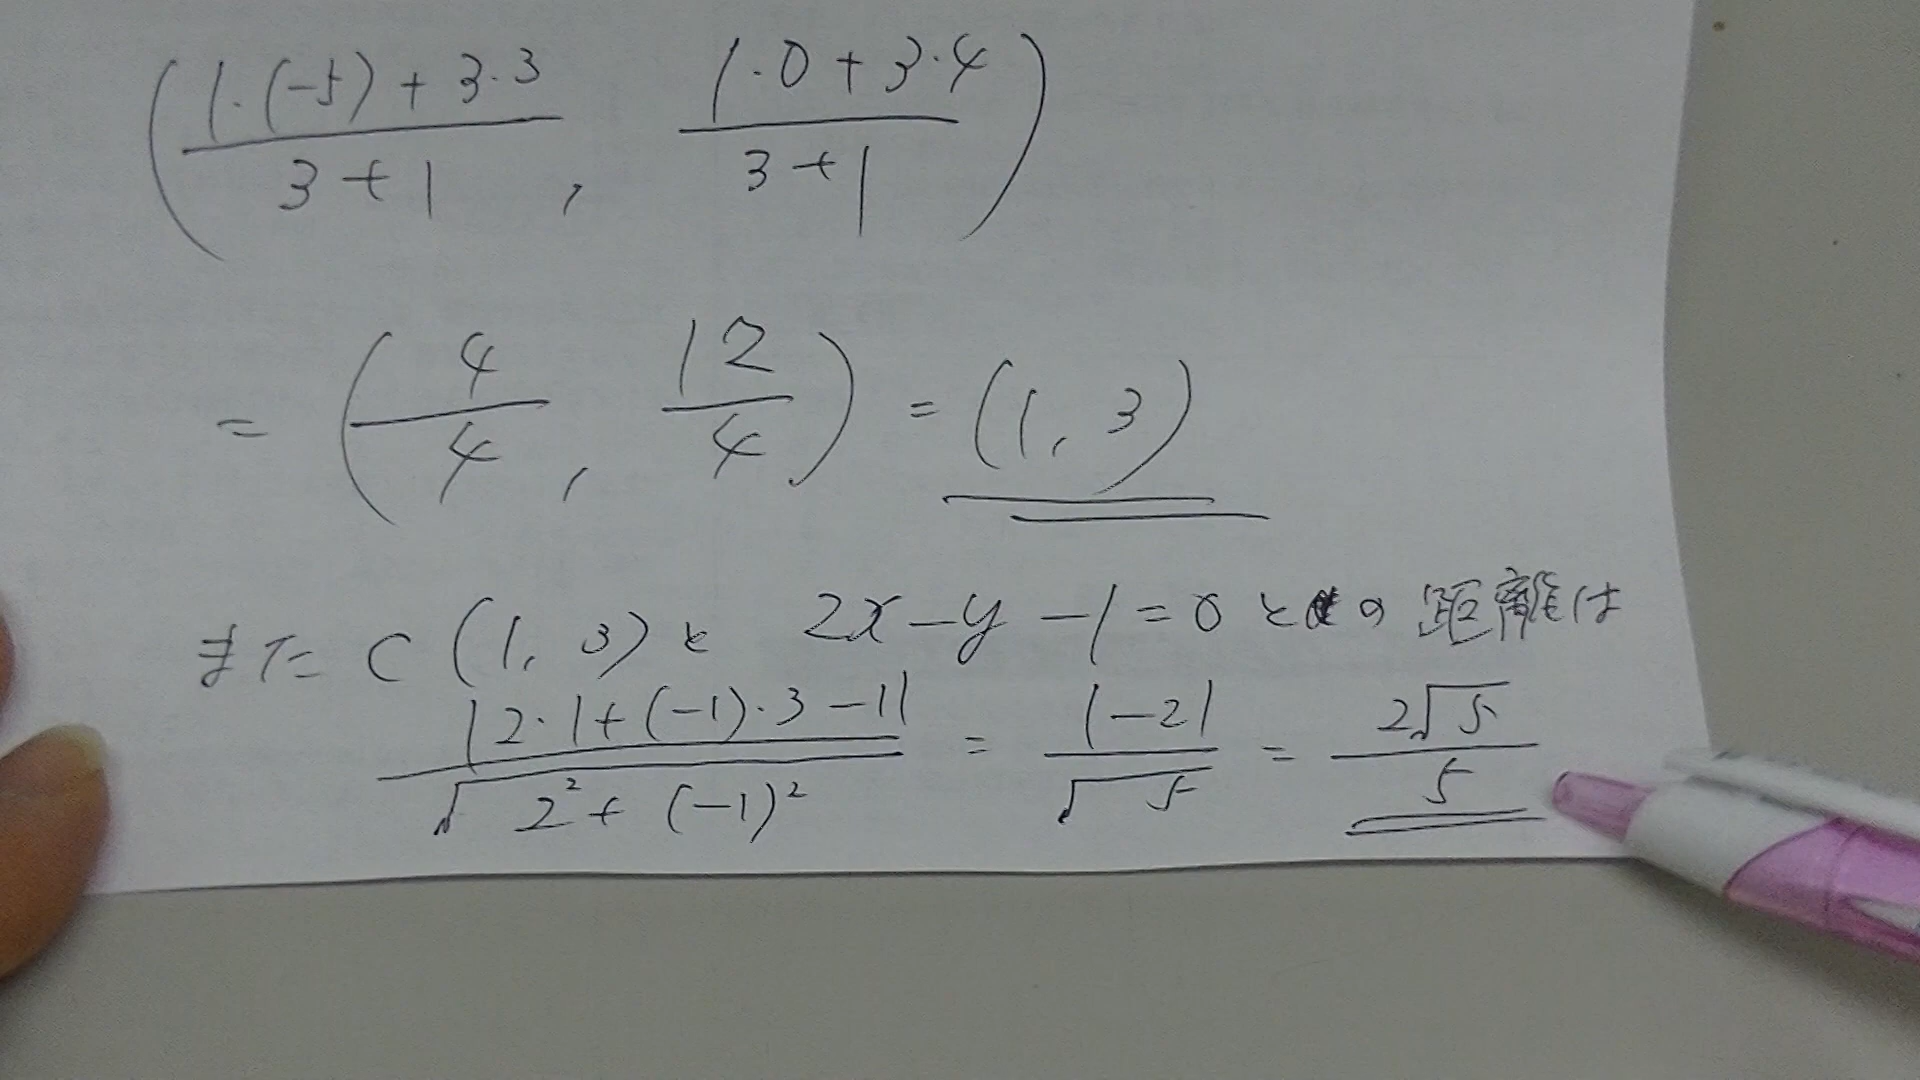 (1・(-5)+3・3 / 3+1 , 1・0+3・4 / 3+1)
= (4/4 , 12/4) = (1, 3)
また C (1, 3) と 2x-y-1=0 との距離は
|2・1+(-1)・3-1| / √(2²+(-1)²) = |-2| / √5 = 2√5 / 5